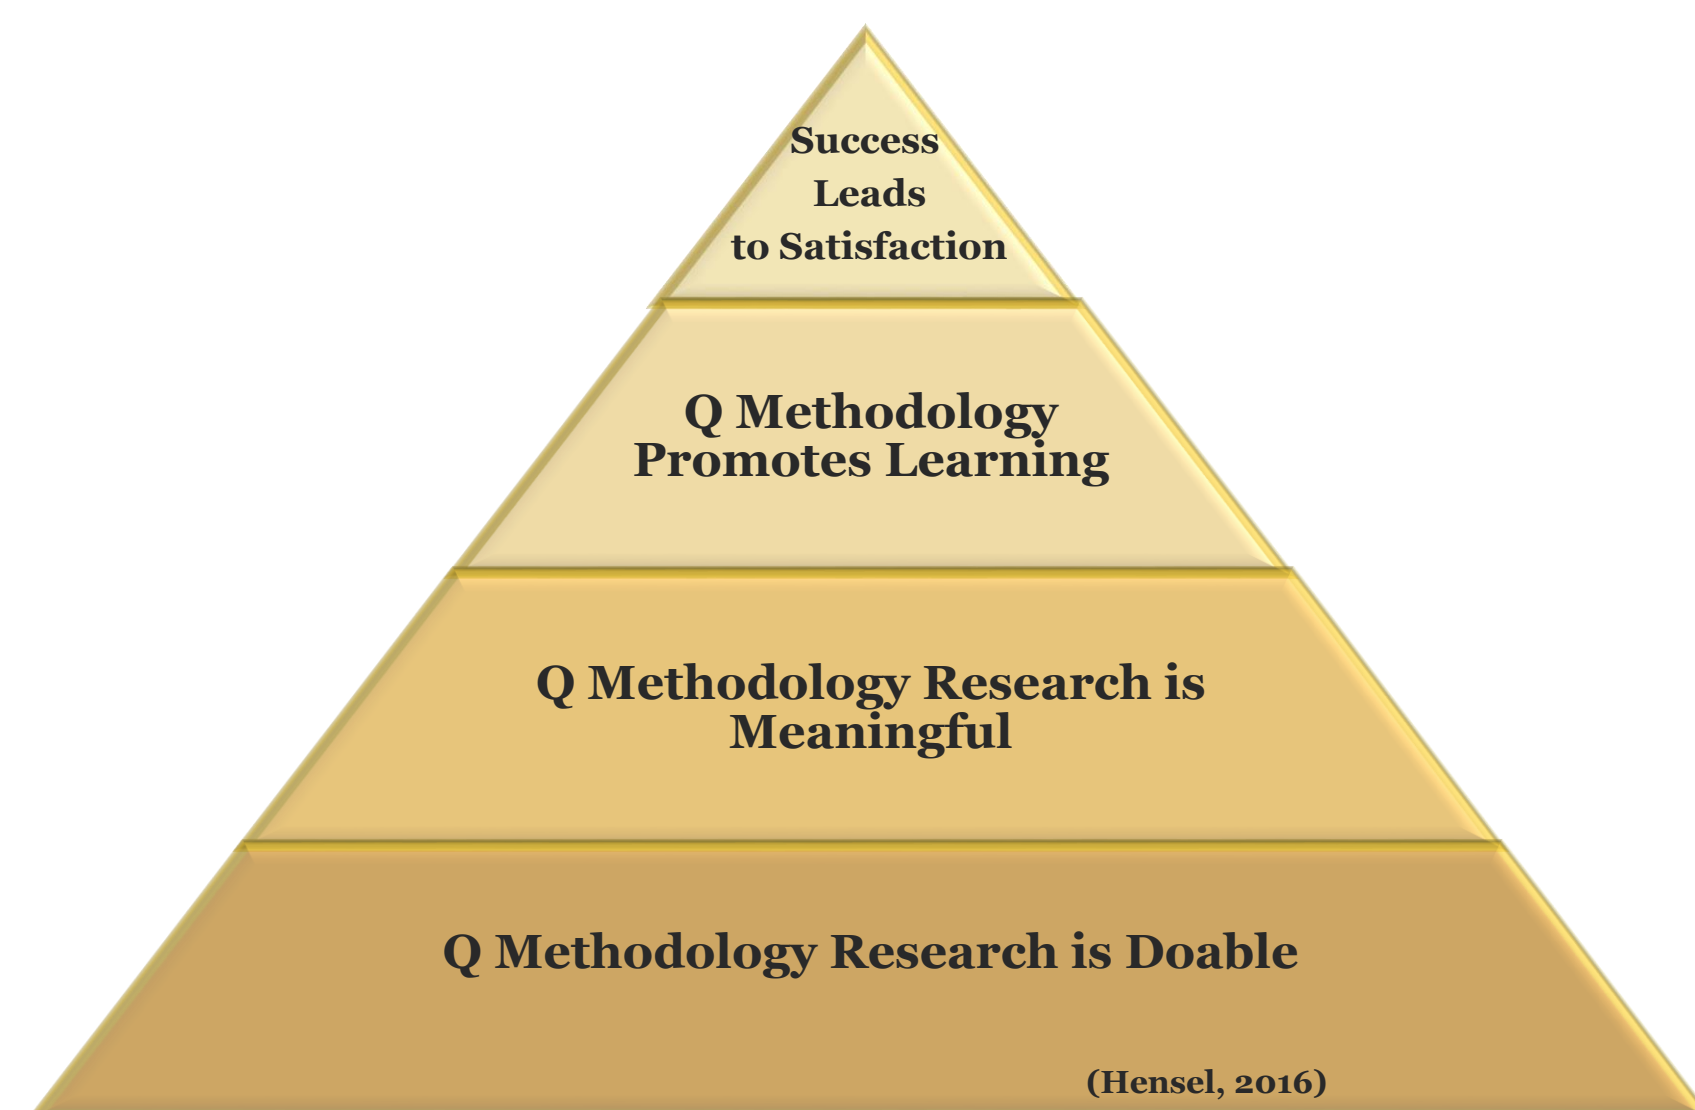 Success
Leads
to Satisfaction
Q Methodology
Promotes Learning
Q Methodology Research is
Meaningful
Q Methodology Research is Doable
(Hensel, 2016)